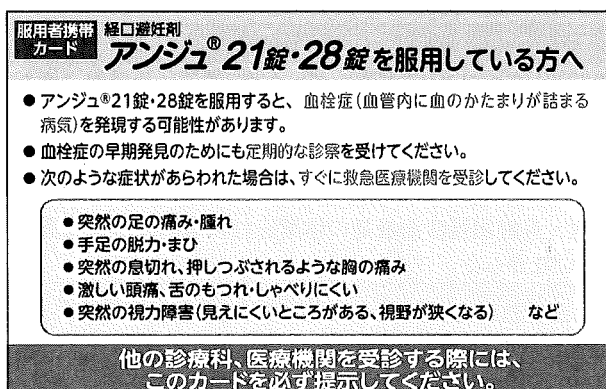 服用者携帯カード
経口避妊剤
アンジュ®21錠・28錠を服用している方へ
●アンジュ®21錠・28錠を服用すると、血栓症(血管内に血のかたまりが詰まる
病気)を発現する可能性があります。
●血栓症の早期発見のためにも定期的な診察を受けてください。
●次のような症状があらわれた場合は、すぐに救急医療機関を受診してください。
●突然の足の痛み・腫れ
●手足の脱力・まひ
●突然の息切れ、押しつぶされるような胸の痛み
●激しい頭痛、舌のもつれ・しゃべりにくい
●突然の視力障害(見えにくいところがある、視野が狭くなる) など
他の診療科、医療機関を受診する際には、
このカードを必ず提示してください。